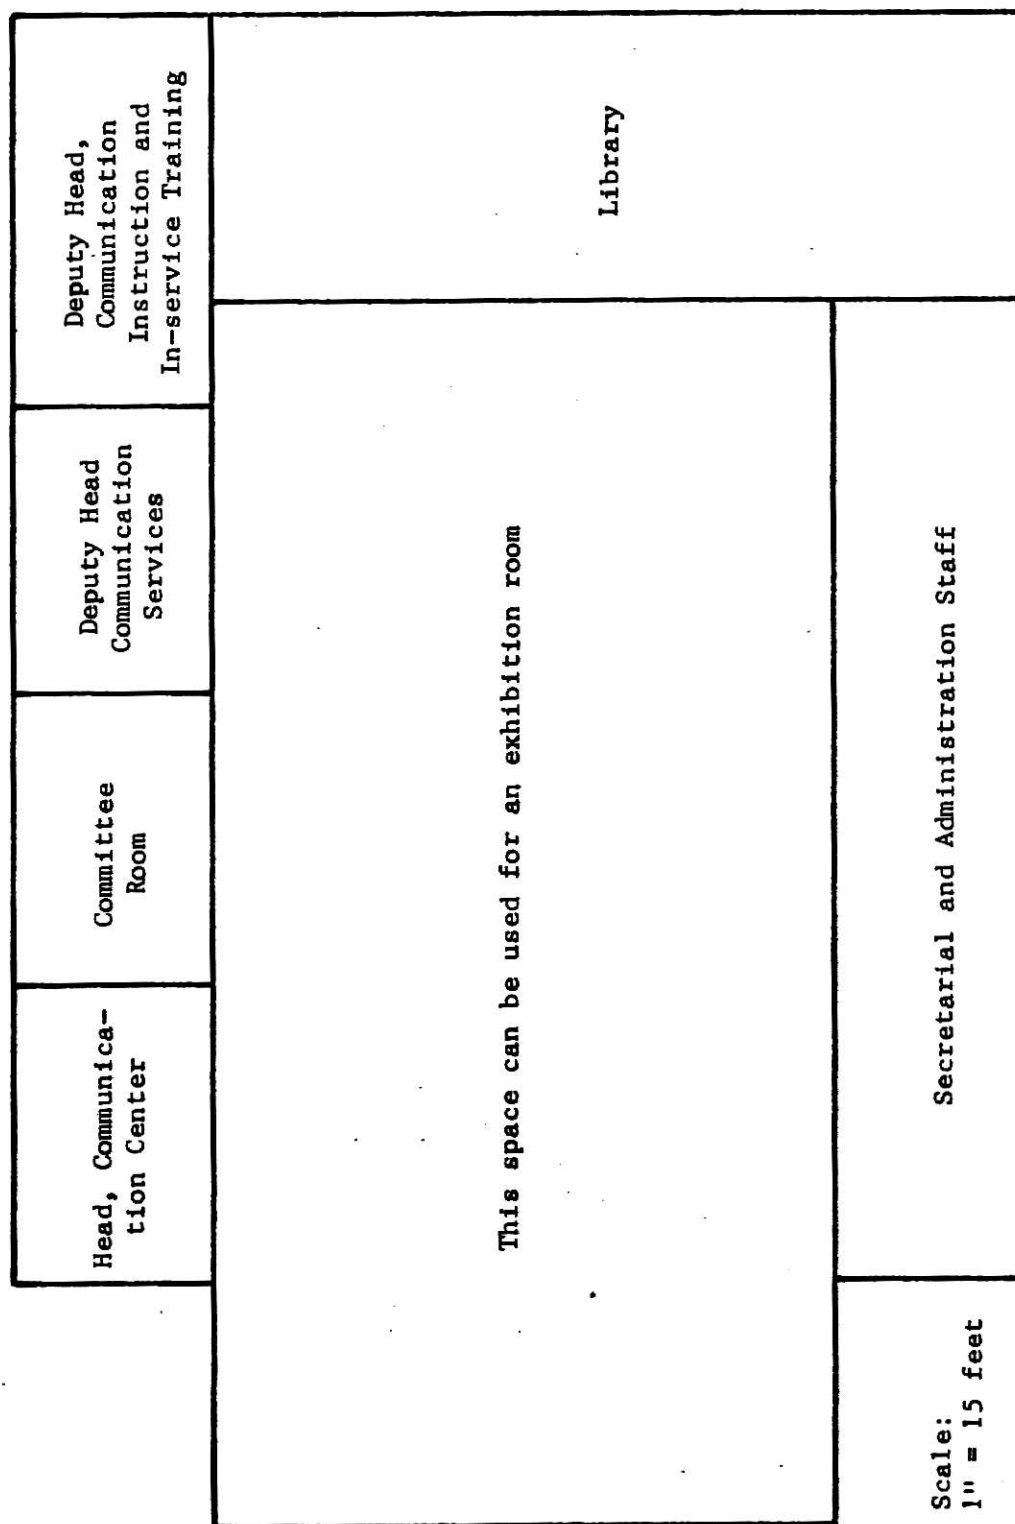 Head, Communica-
tion Center
Committee
Room
Deputy Head
Communication
Services
Deputy Head,
Communication
Instruction and
In-service Training
This space can be used for an exhibition room
Library
Secretarial and Administration Staff
Scale:
1" = 15 feet